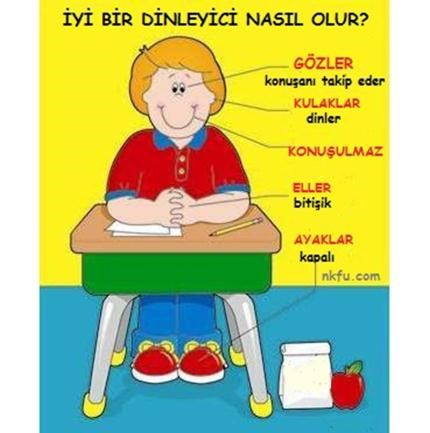 İYİ BİR DİNLEYİCİ NASIL OLUR?
GÖZLER
konuşanı takip eder
KULAKLAR
dinler
KONUŞULMAZ
ELLER
bitişik
AYAKLAR
kapalı
nkfu.com